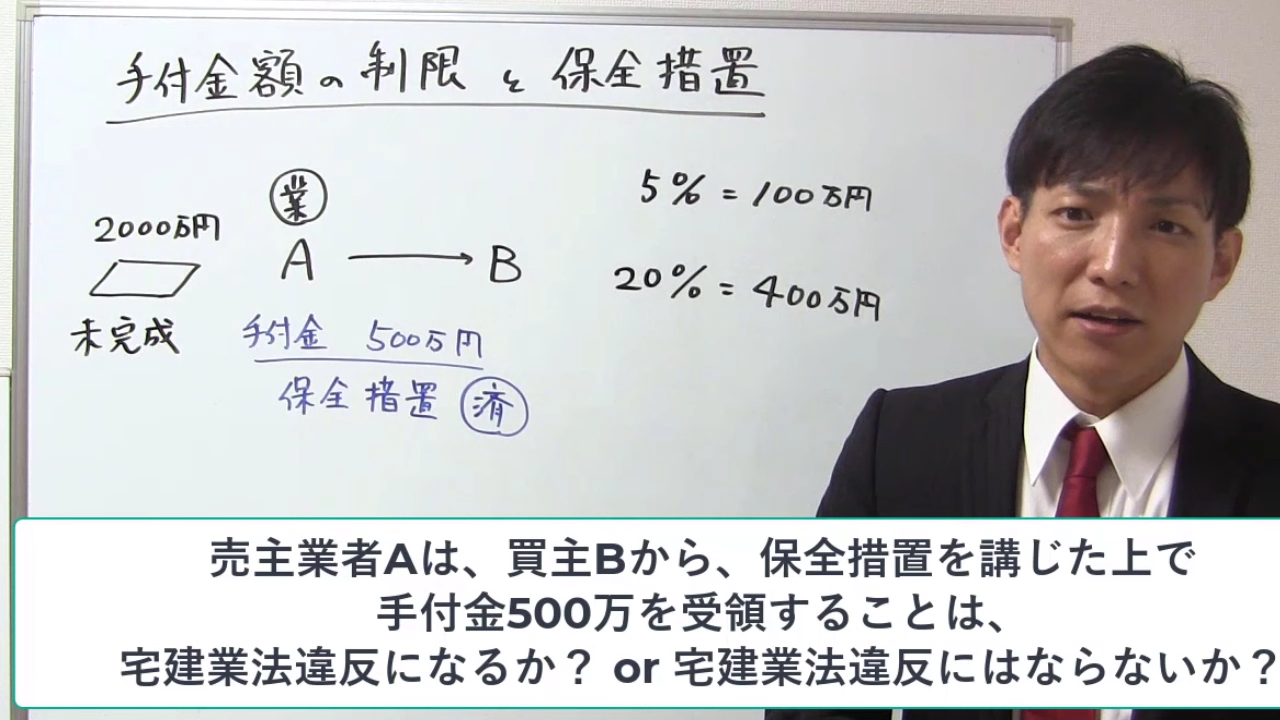 手付金額の制限と保全措置
業
2000万円
A → B
未完成
手付金 500万円
保全措置 済
5% = 100万円
20% = 400万円
売主業者Aは、買主Bから、保全措置を講じた上で
手付金500万を受領することは、
宅建業法違反になるか？ or 宅建業法違反にはならないか？